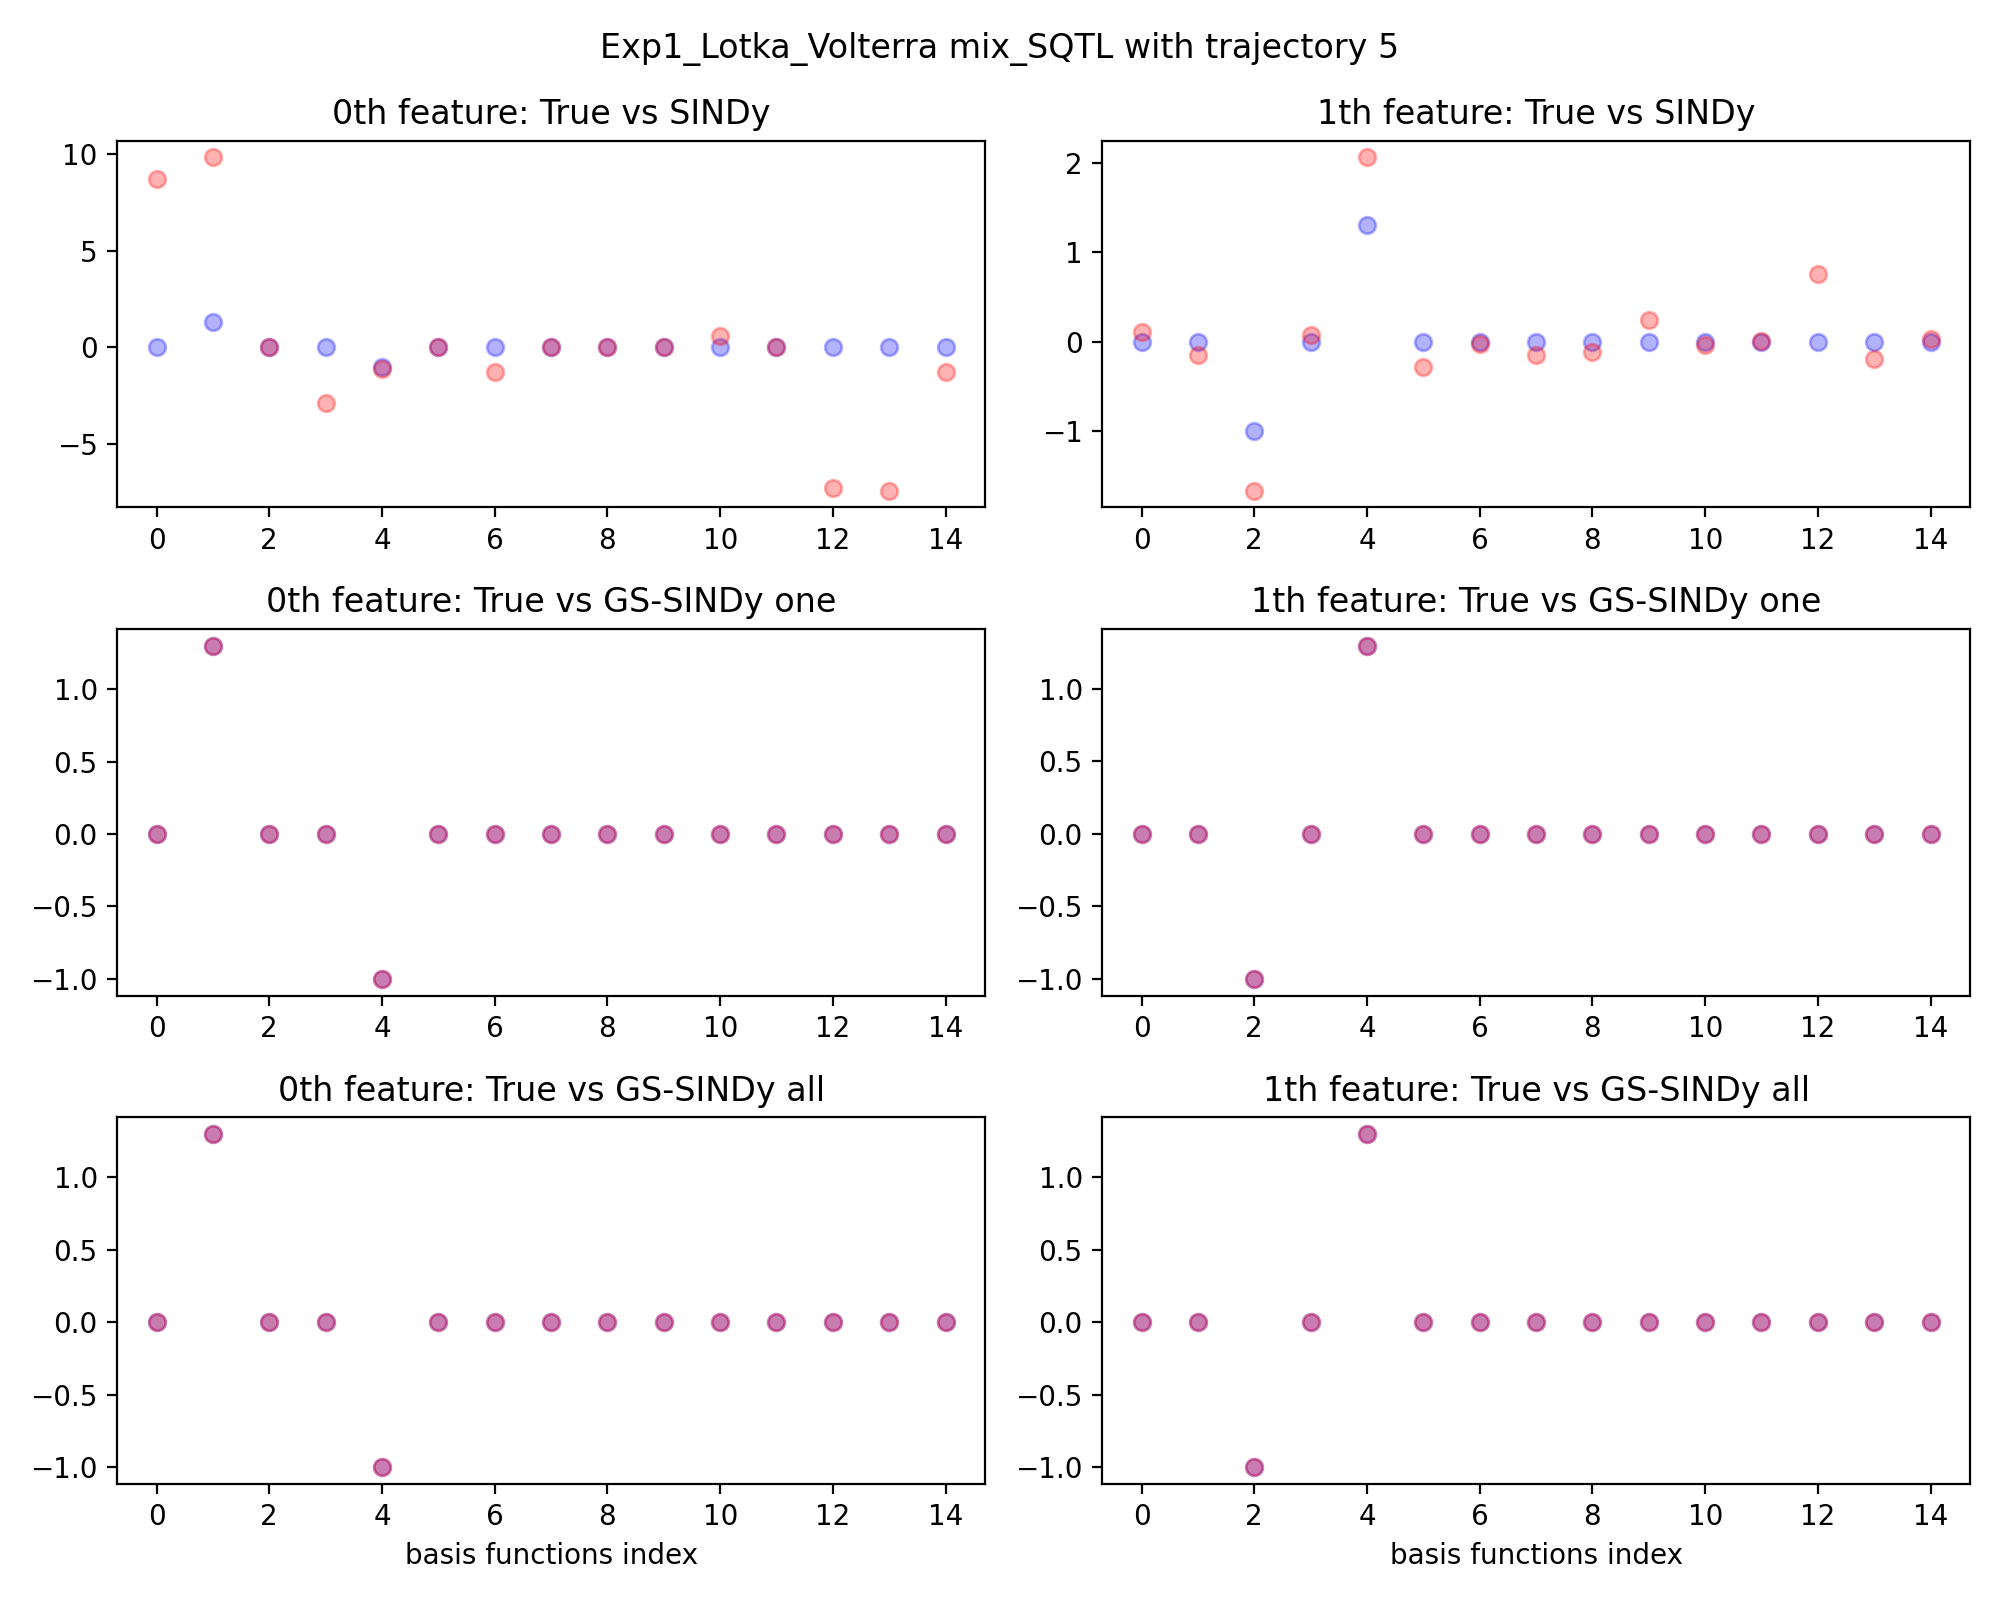 Exp1_Lotka_Volterra mix_SQTL with trajectory 5
0th feature: True vs SINDy
10
5
0
−5
0 2 4 6 8 10 12 14
1th feature: True vs SINDy
2
1
0
−1
0 2 4 6 8 10 12 14
0th feature: True vs GS-SINDy one
1.0
0.5
0.0
−0.5
−1.0
0 2 4 6 8 10 12 14
1th feature: True vs GS-SINDy one
1.0
0.5
0.0
−0.5
−1.0
0 2 4 6 8 10 12 14
0th feature: True vs GS-SINDy all
1.0
0.5
0.0
−0.5
−1.0
0 2 4 6 8 10 12 14
basis functions index
1th feature: True vs GS-SINDy all
1.0
0.5
0.0
−0.5
−1.0
0 2 4 6 8 10 12 14
basis functions index